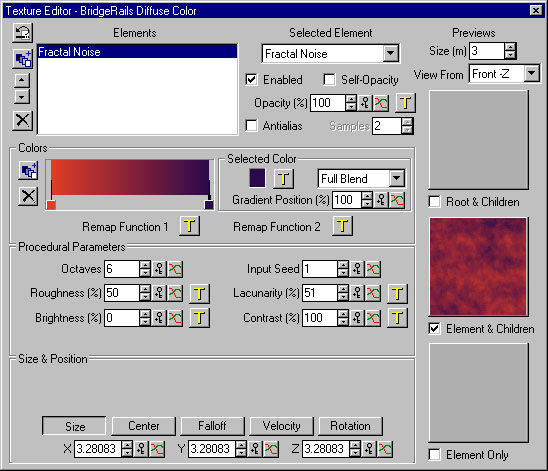 Texture Editor - BridgeRails Diffuse Color
Elements
Fractal Noise
Selected Element
Fractal Noise
Enabled
Self-Opacity
Opacity (%) 100 T
Antialias
Samples 2
Previews
Size (m) 3
View From Front -Z
Root & Children
Element & Children
Element Only
Colors
Selected Color
T
Full Blend
Gradient Position (%) 100
Remap Function 1 T
Remap Function 2 T
Procedural Parameters
Octaves 6
Input Seed 1
Roughness (%) 50 T
Lacunarity (%) 51 T
Brightness (%) 0 T
Contrast (%) 100 T
Size & Position
Size Center Falloff Velocity Rotation
X 3.28083 Y 3.28083 Z 3.28083